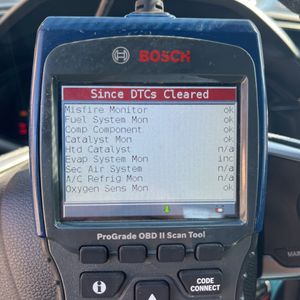 BOSCH
Since DTCs Cleared
Misfire Monitor ok
Fuel System Mon ok
Comp Component ok
Catalyst Mon ok
Htd Catalyst n/a
Evap System Mon inc
Sec Air System n/a
A/C Refrig Mon n/a
Oxygen Sens Mon ok
ProGrade OBD II Scan Tool
i
CODE
CONNECT